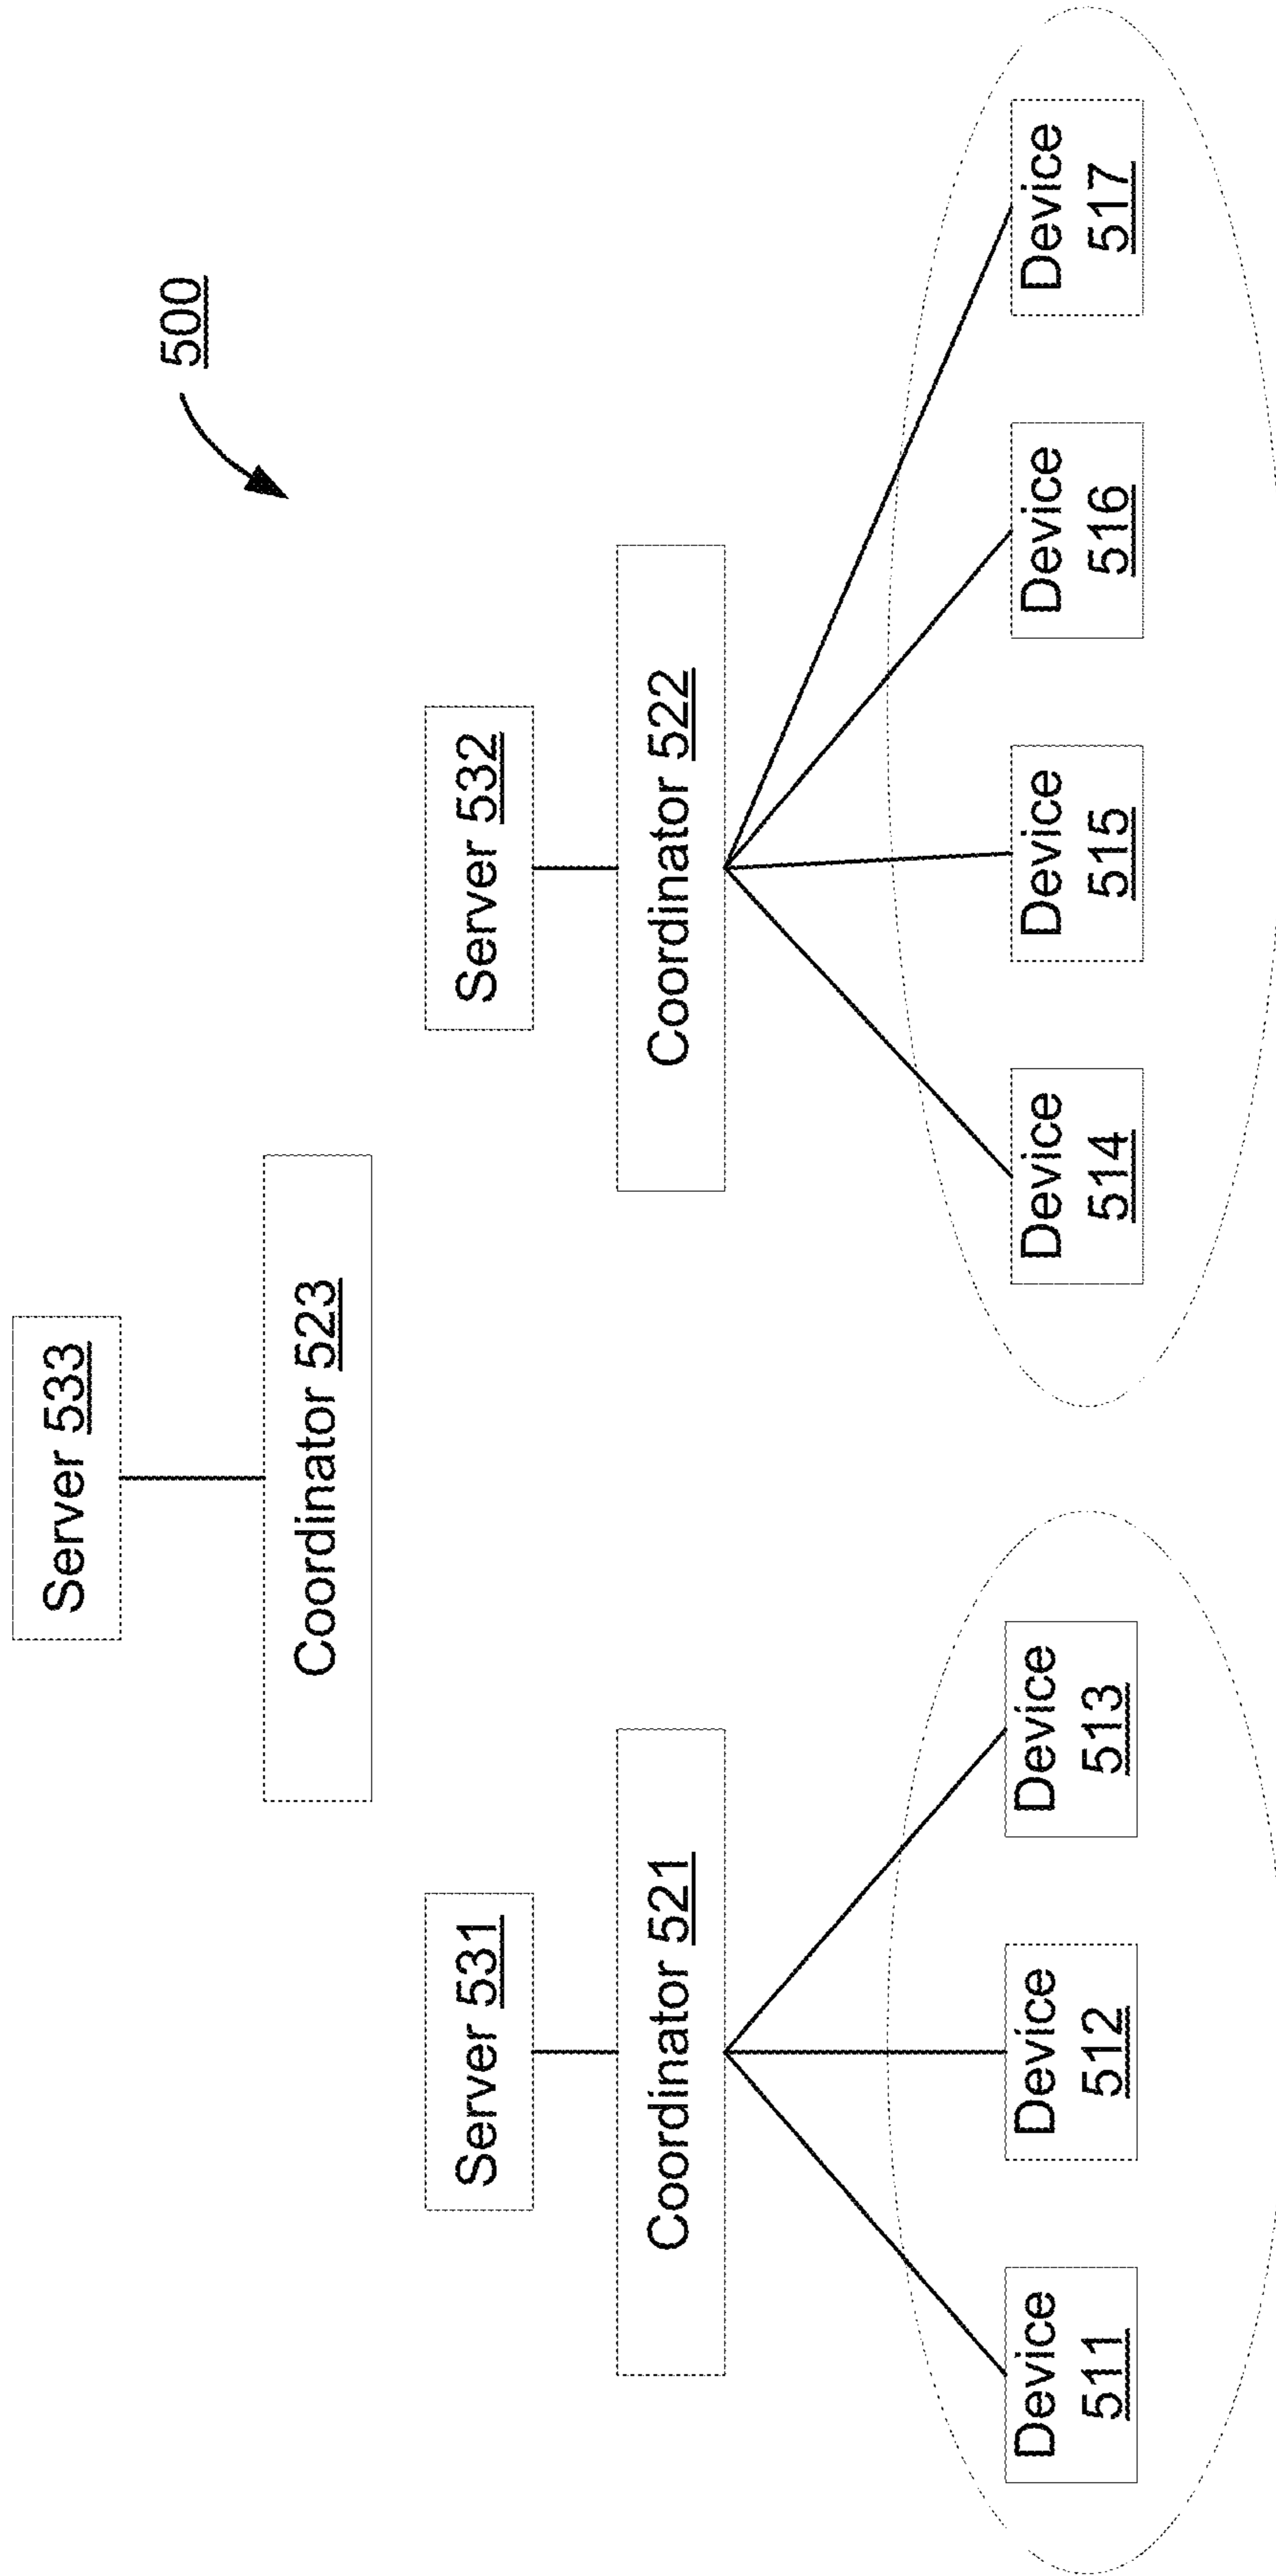 500
Server 533
Coordinator 523
Server 531
Server 532
Coordinator 521
Coordinator 522
Device
511
Device
512
Device
513
Device
514
Device
515
Device
516
Device
517